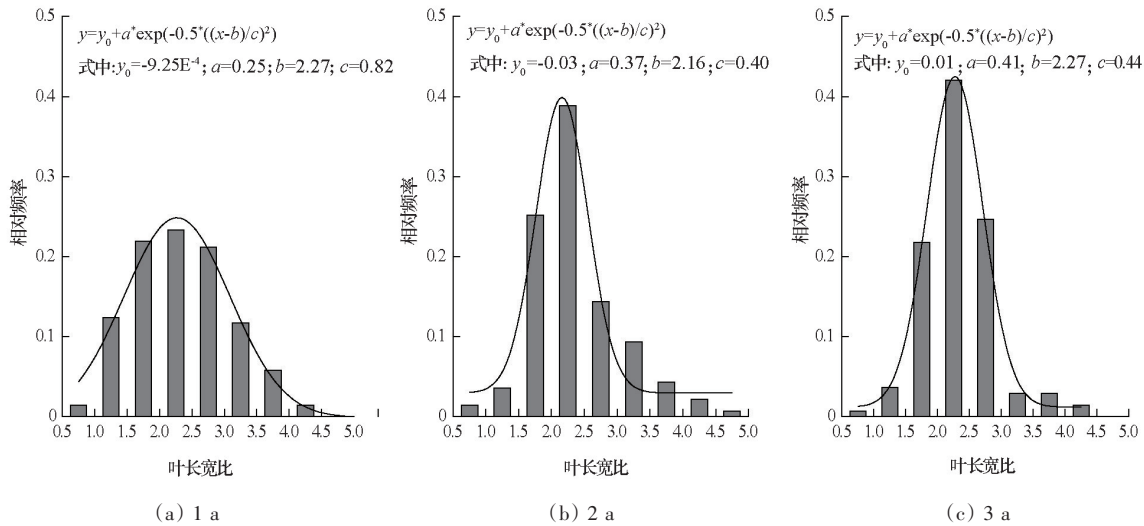 y=y₀+a*exp(-0.5*((x-b)/c)²)
式中:y₀=-9.25E⁻⁴; a=0.25; b=2.27; c=0.82
0.5
0.4
0.3
0.2
0.1
0
相对频率
0.5 1.0 1.5 2.0 2.5 3.0 3.5 4.0 4.5 5.0
叶长宽比
(a) 1 a
y=y₀+a*exp(-0.5*((x-b)/c)²)
式中: y₀=-0.03; a=0.37; b=2.16; c=0.40
0.5
0.4
0.3
0.2
0.1
0
相对频率
0.5 1.0 1.5 2.0 2.5 3.0 3.5 4.0 4.5 5.0
叶长宽比
(b) 2 a
y=y₀+a*exp(-0.5*((x-b)/c)²)
式中: y₀=0.01; a=0.41; b=2.27; c=0.44
0.5
0.4
0.3
0.2
0.1
0
相对频率
0.5 1.0 1.5 2.0 2.5 3.0 3.5 4.0 4.5 5.0
叶长宽比
(c) 3 a